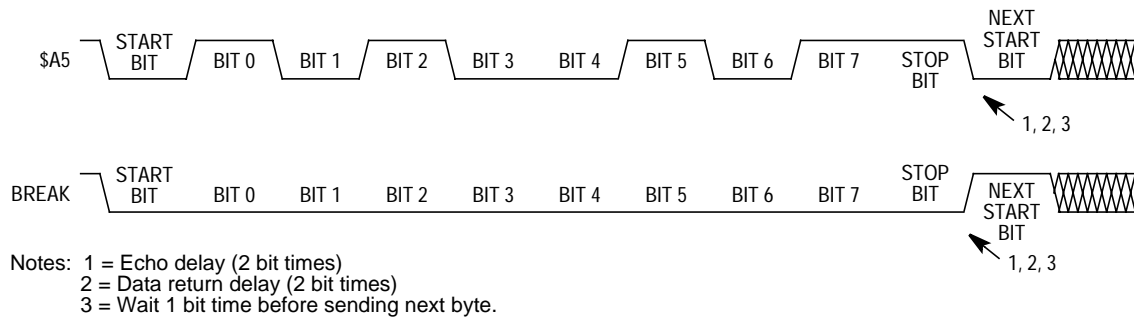 $A5 START BIT BIT 0 BIT 1 BIT 2 BIT 3 BIT 4 BIT 5 BIT 6 BIT 7 STOP BIT NEXT START BIT
1, 2, 3
BREAK START BIT BIT 0 BIT 1 BIT 2 BIT 3 BIT 4 BIT 5 BIT 6 BIT 7 STOP BIT NEXT START BIT
1, 2, 3
Notes: 1 = Echo delay (2 bit times)
2 = Data return delay (2 bit times)
3 = Wait 1 bit time before sending next byte.